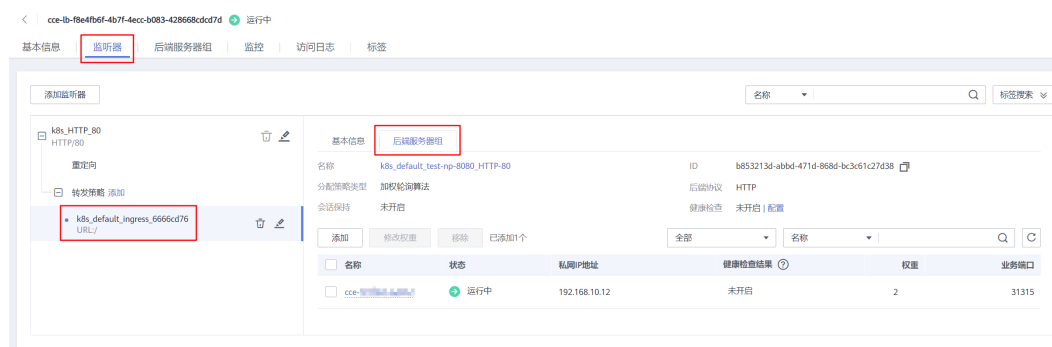 cce-lb-f8e4fb6f-4b7f-4ecc-b083-428668cdcd7d 运行中
基本信息 监听器 后端服务器组 监控 访问日志 标签
添加监听器 名称 标签搜索
k8s_HTTP_80
HTTP/80
重定向
转发策略 添加
k8s_default_ingress_6666cd76
URL:/
基本信息 后端服务器组
名称 k8s_default_test-np-8080_HTTP-80 ID b853213d-abbd-471d-868d-bc3c61c27d38
分配策略类型 加权轮询算法 后端协议 HTTP
会话保持 未开启 健康检查 未开启 | 配置
添加 修改权重 移除 已添加1个 全部 名称
名称 状态 私网IP地址 健康检查结果 权重 业务端口
cce- 运行中 192.168.10.12 未开启 2 31315